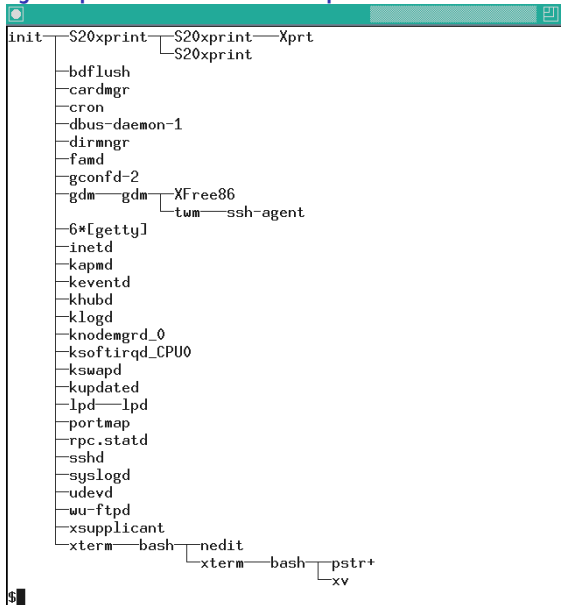 init─┬─S20xprint─┬─S20xprint───Xprt
     │           └─S20xprint
     ├─bdflush
     ├─cardmgr
     ├─cron
     ├─dbus-daemon-1
     ├─dirmngr
     ├─famd
     ├─gconfd-2
     ├─gdm───gdm─┬─XFree86
     │           └─twm───ssh-agent
     ├─6*[getty]
     ├─inetd
     ├─kapmd
     ├─keventd
     ├─khubd
     ├─klogd
     ├─knodemgrd_0
     ├─ksoftirqd_CPU0
     ├─kswapd
     ├─kupdated
     ├─lpd───lpd
     ├─portmap
     ├─rpc.statd
     ├─sshd
     ├─syslogd
     ├─udevd
     ├─wu-ftpd
     ├─xsupplicant
     └─xterm───bash─┬─nedit
                    └─xterm───bash─┬─pstr+
                                   └─xv
$